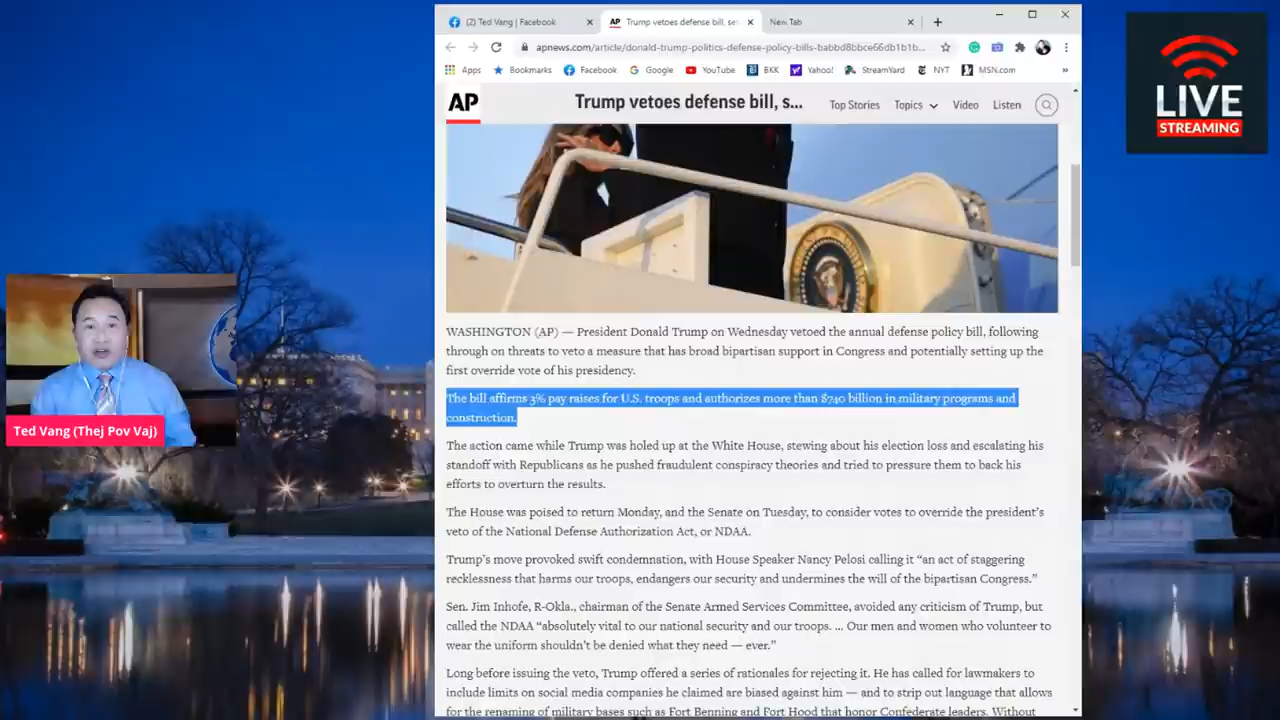 (2) Ted Vang | Facebook
AP Trump vetoes defense bill, se
New Tab
apnews.com/article/donald-trump-politics-defense-policy-bills-babbd8bbce66db1b1b...
Apps Bookmarks Facebook Google YouTube BKK Yahoo! StreamYard NYT MSN.com »
AP
Trump vetoes defense bill, s...
Top Stories Topics Video Listen
LIVE
STREAMING
WASHINGTON (AP) — President Donald Trump on Wednesday vetoed the annual defense policy bill, following
through on threats to veto a measure that has broad bipartisan support in Congress and potentially setting up the
first override vote of his presidency.
The bill affirms 3% pay raises for U.S. troops and authorizes more than $740 billion in military programs and
construction.
The action came while Trump was holed up at the White House, stewing about his election loss and escalating his
standoff with Republicans as he pushed fraudulent conspiracy theories and tried to pressure them to back his
efforts to overturn the results.
The House was poised to return Monday, and the Senate on Tuesday, to consider votes to override the president’s
veto of the National Defense Authorization Act, or NDAA.
Trump’s move provoked swift condemnation, with House Speaker Nancy Pelosi calling it “an act of staggering
recklessness that harms our troops, endangers our security and undermines the will of the bipartisan Congress.”
Sen. Jim Inhofe, R-Okla., chairman of the Senate Armed Services Committee, avoided any criticism of Trump, but
called the NDAA “absolutely vital to our national security and our troops. ... Our men and women who volunteer to
wear the uniform shouldn’t be denied what they need — ever.”
Long before issuing the veto, Trump offered a series of rationales for rejecting it. He has called for lawmakers to
include limits on social media companies he claimed are biased against him — and to strip out language that allows
for the renaming of military bases such as Fort Benning and Fort Hood that honor Confederate leaders. Without
Ted Vang (Thej Pov Vaj)